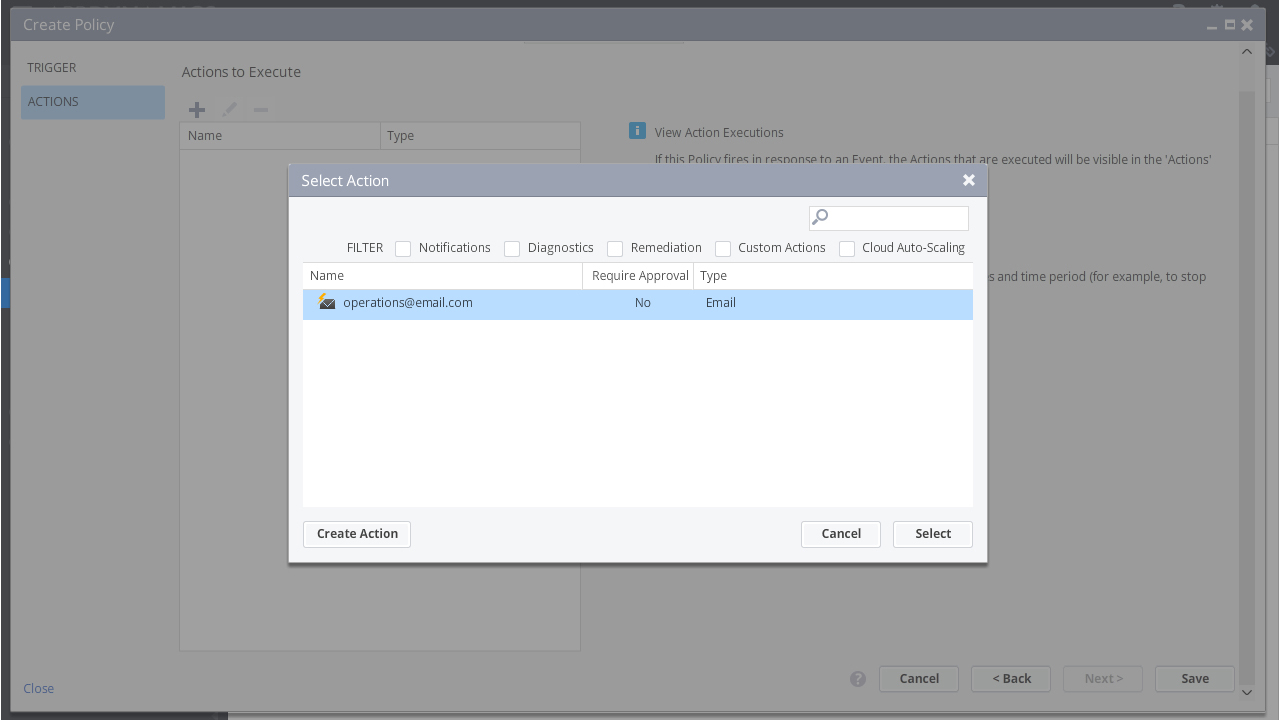 Create Policy
TRIGGER
ACTIONS
Actions to Execute
Name Type
View Action Executions
If this Policy fires in response to an Event, the Actions that are executed will be visible in the 'Actions'
Select Action
FILTER Notifications Diagnostics Remediation Custom Actions Cloud Auto-Scaling
Name Require Approval Type
and time period (for example, to stop
operations@email.com No Email
Create Action Cancel Select
Close
? Cancel < Back Next > Save